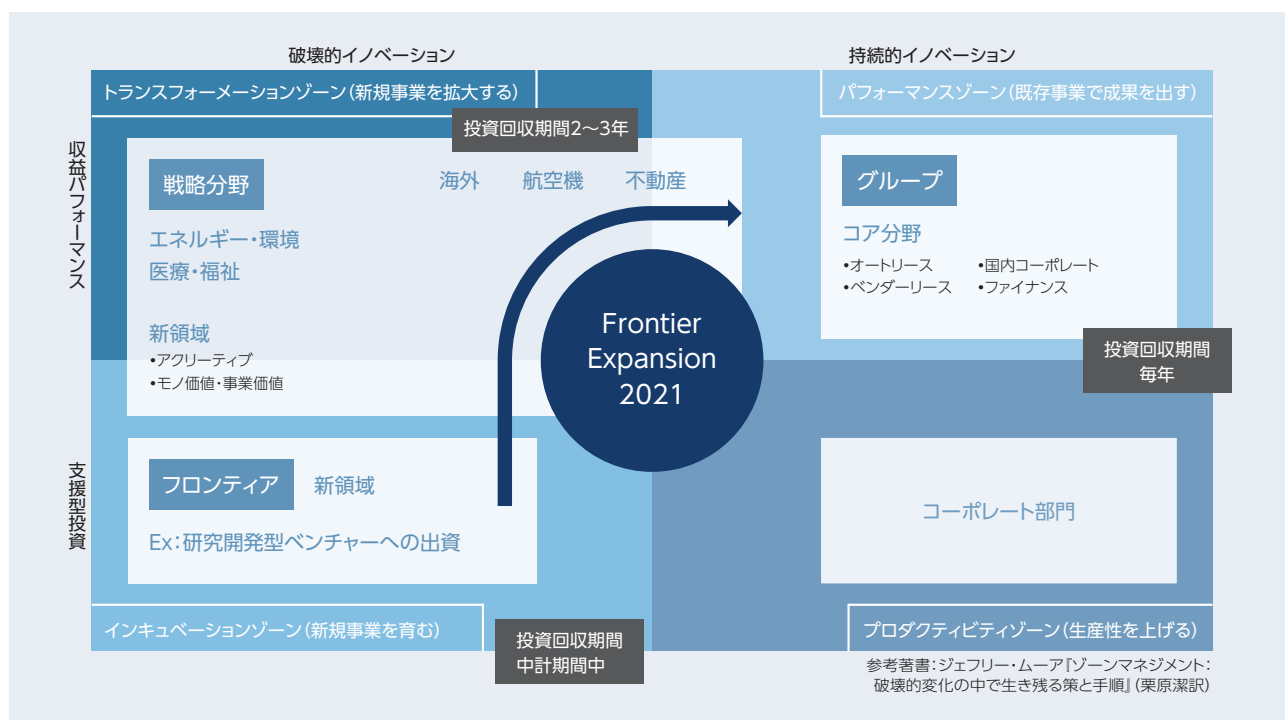 破壊的イノベーション
持続的イノベーション
トランスフォーメーションゾーン(新規事業を拡大する)
パフォーマンスゾーン(既存事業で成果を出す)
投資回収期間2〜3年
収益パフォーマンス
戦略分野
海外 航空機 不動産
エネルギー・環境
医療・福祉
新領域
•アクリーティブ
•モノ価値・事業価値
グループ
コア分野
•オートリース •国内コーポレート
•ベンダーリース •ファイナンス
投資回収期間
毎年
Frontier
Expansion
2021
支援型投資
フロンティア 新領域
Ex:研究開発型ベンチャーへの出資
コーポレート部門
インキュベーションゾーン(新規事業を育む)
投資回収期間
中計期間中
プロダクティビティゾーン(生産性を上げる)
参考著書:ジェフリー・ムーア『ゾーンマネジメント:
破壊的変化の中で生き残る策と手順』(栗原潔訳)